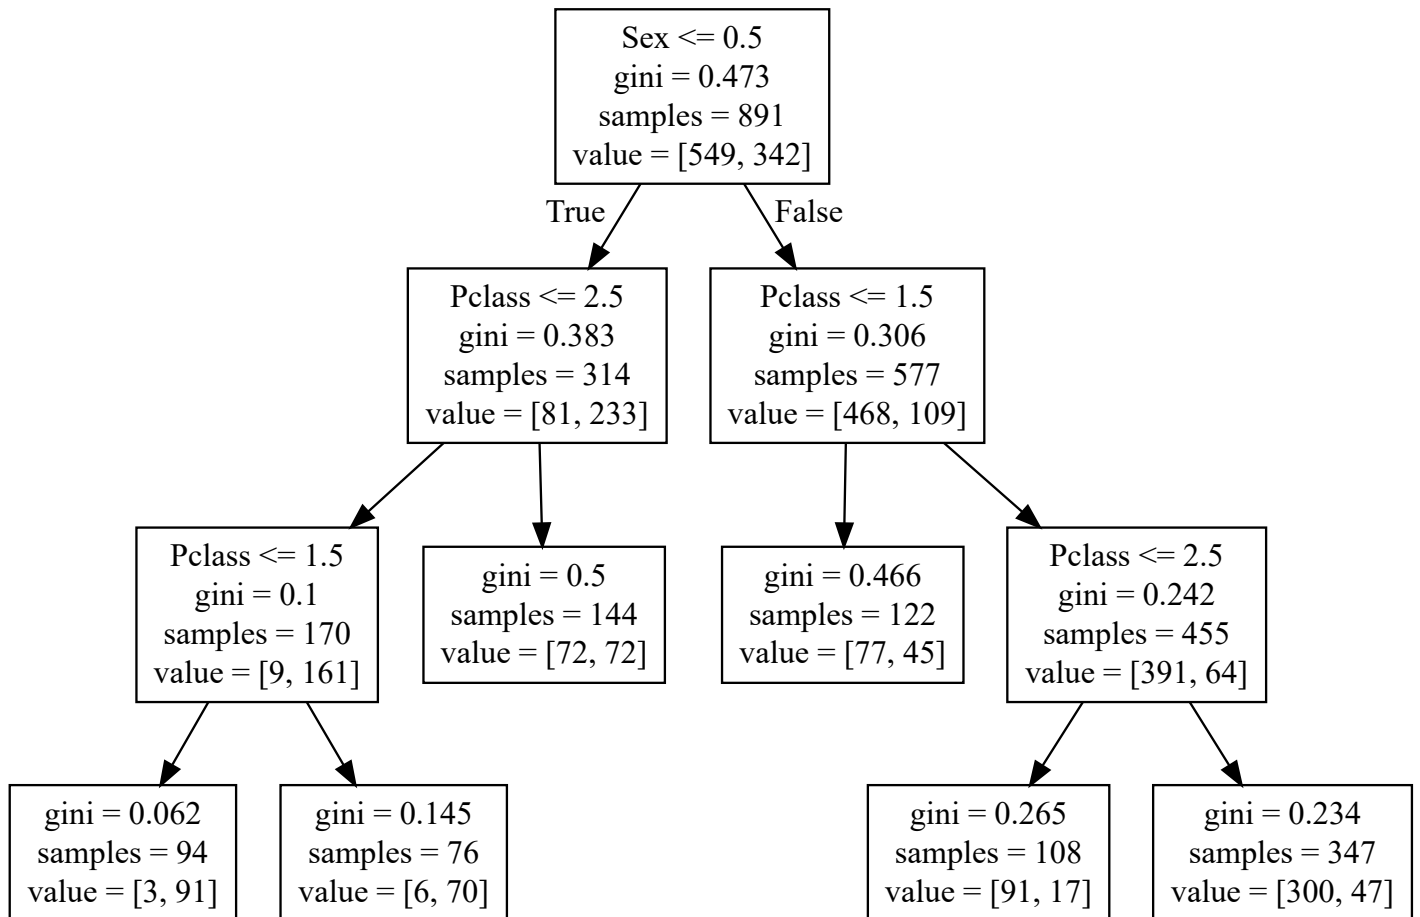 Sex <= 0.5
gini = 0.473
samples = 891
value = [549, 342]
True
False
Pclass <= 2.5
gini = 0.383
samples = 314
value = [81, 233]
Pclass <= 1.5
gini = 0.306
samples = 577
value = [468, 109]
Pclass <= 1.5
gini = 0.1
samples = 170
value = [9, 161]
gini = 0.5
samples = 144
value = [72, 72]
gini = 0.466
samples = 122
value = [77, 45]
Pclass <= 2.5
gini = 0.242
samples = 455
value = [391, 64]
gini = 0.062
samples = 94
value = [3, 91]
gini = 0.145
samples = 76
value = [6, 70]
gini = 0.265
samples = 108
value = [91, 17]
gini = 0.234
samples = 347
value = [300, 47]